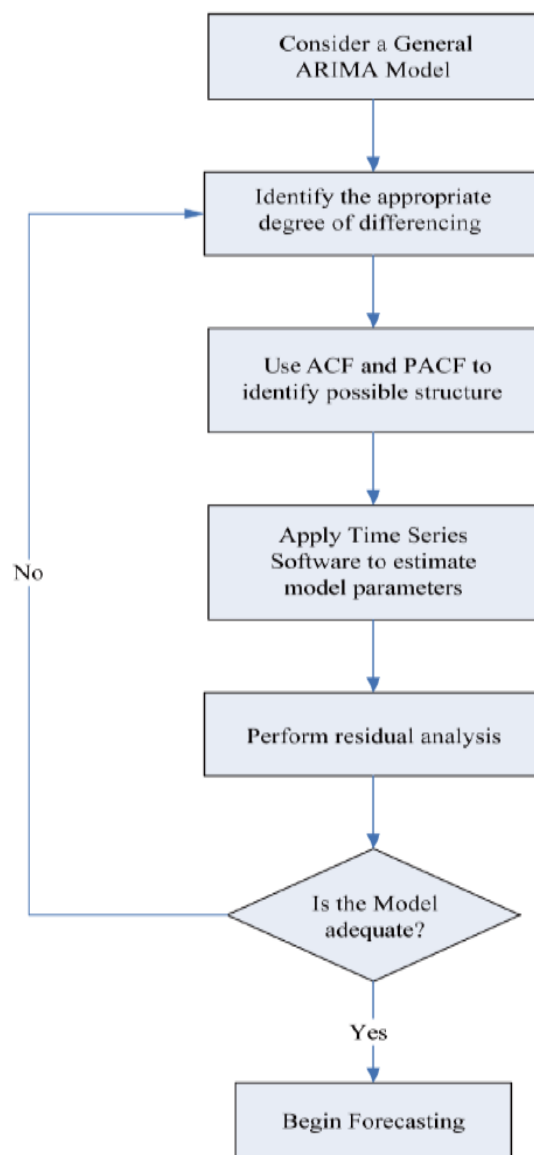 Consider a General
ARIMA Model
Identify the appropriate
degree of differencing
Use ACF and PACF to
identify possible structure
Apply Time Series
Software to estimate
model parameters
No
Perform residual analysis
Is the Model
adequate?
Yes
Begin Forecasting